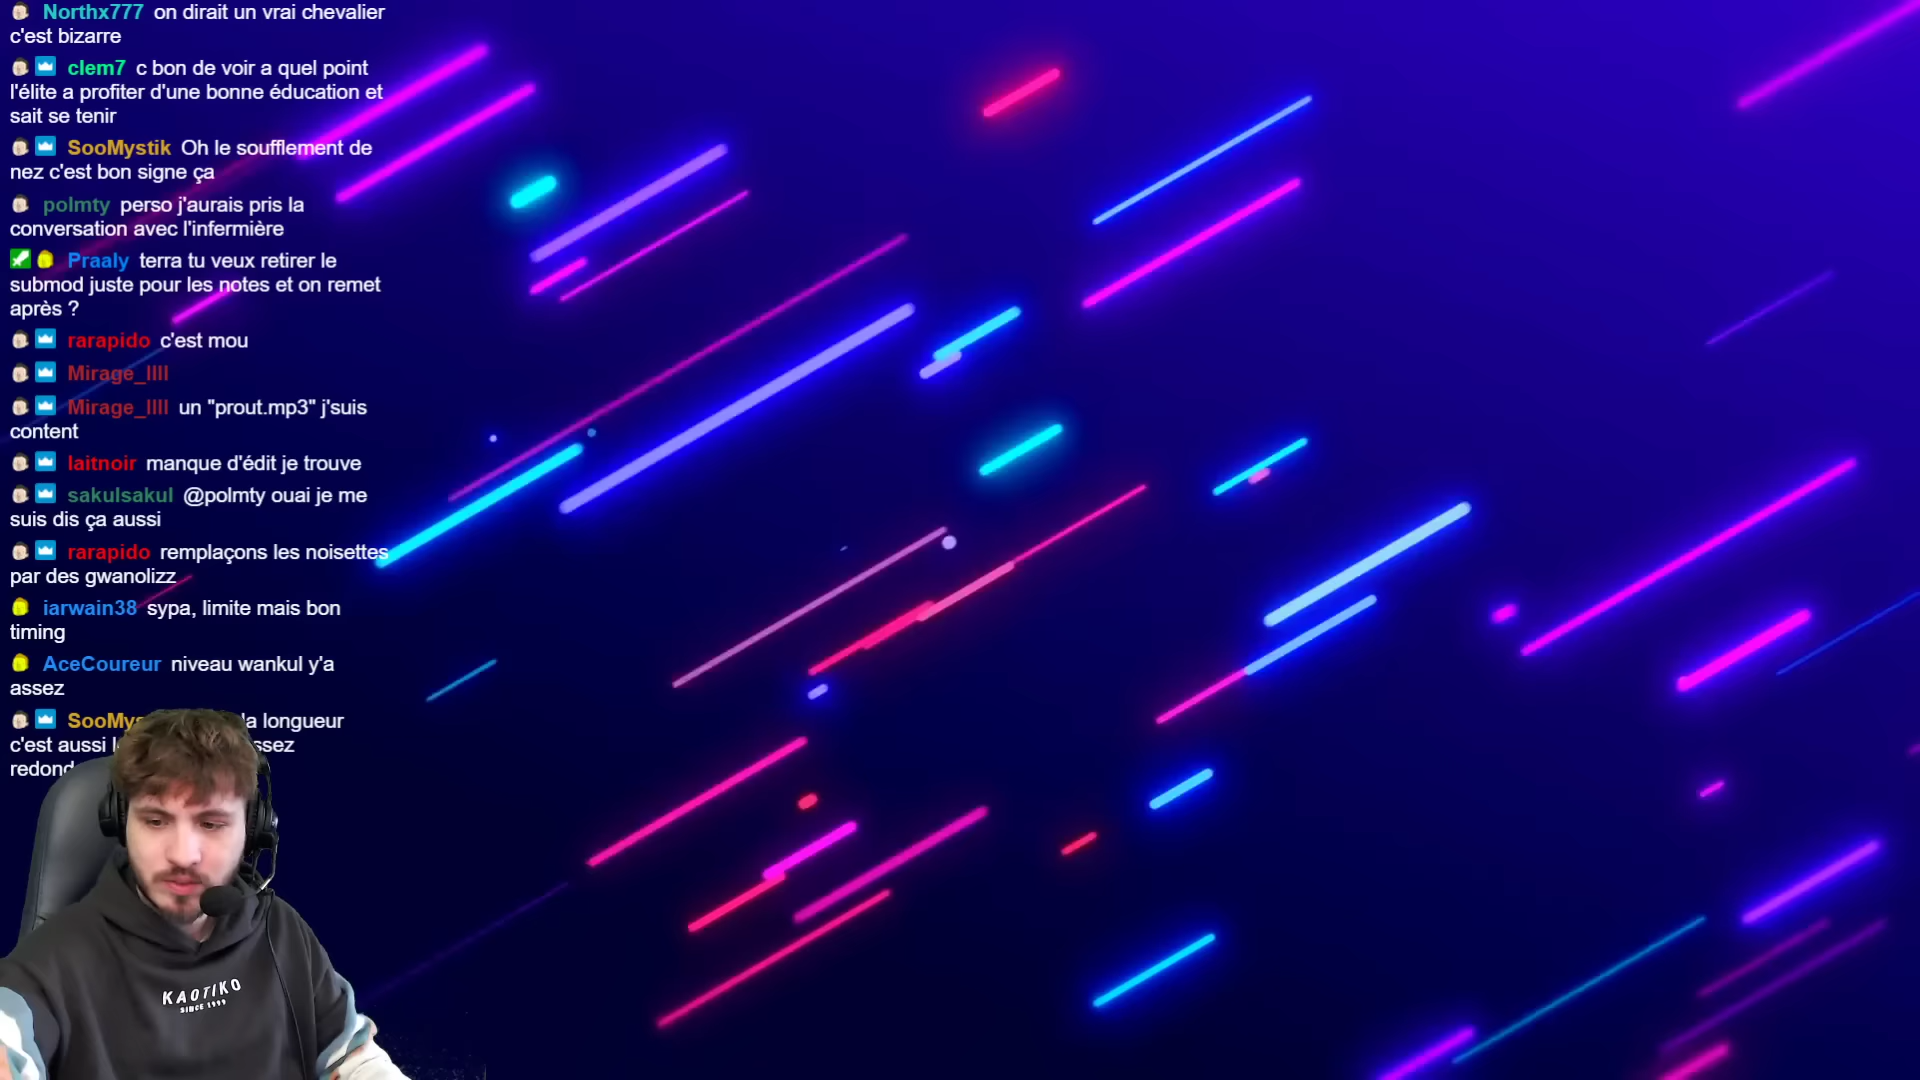 Northx777 on dirait un vrai chevalier
c'est bizarre
clem7 c bon de voir a quel point
l'élite a profiter d'une bonne éducation et
sait se tenir
SooMystik Oh le soufflement de
nez c'est bon signe ça
polmty perso j'aurais pris la
conversation avec l'infermière
Praaly terra tu veux retirer le
submod juste pour les notes et on remet
après ?
rarapido c'est mou
Mirage_llll
Mirage_llll un "prout.mp3" j'suis
content
laitnoir manque d'édit je trouve
sakulsakul @polmty ouai je me
suis dis ça aussi
rarapido remplaçons les noisettes
par des gwanolizz
iarwain38 sypa, limite mais bon
timing
AceCoureur niveau wankul y'a
assez
longueur
c'est aussi
redond
KAOTIKO
SINCE 1999